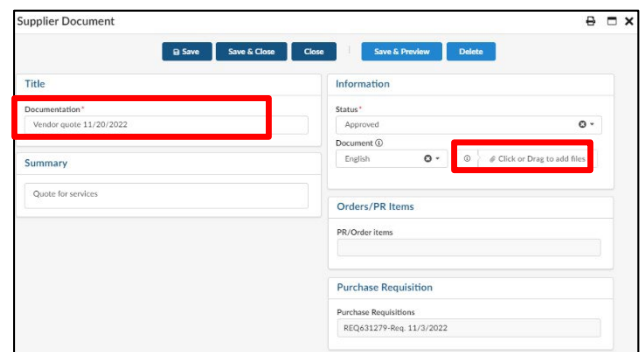 Supplier Document
Save Save & Close Close Save & Preview Delete
Title
Documentation*
Vendor quote 11/20/2022
Summary
Quote for services
Information
Status*
Approved
Document
English
Click or Drag to add files
Orders/PR Items
PR/Order items
Purchase Requisition
Purchase Requisitions
REQ631279-Req. 11/3/2022